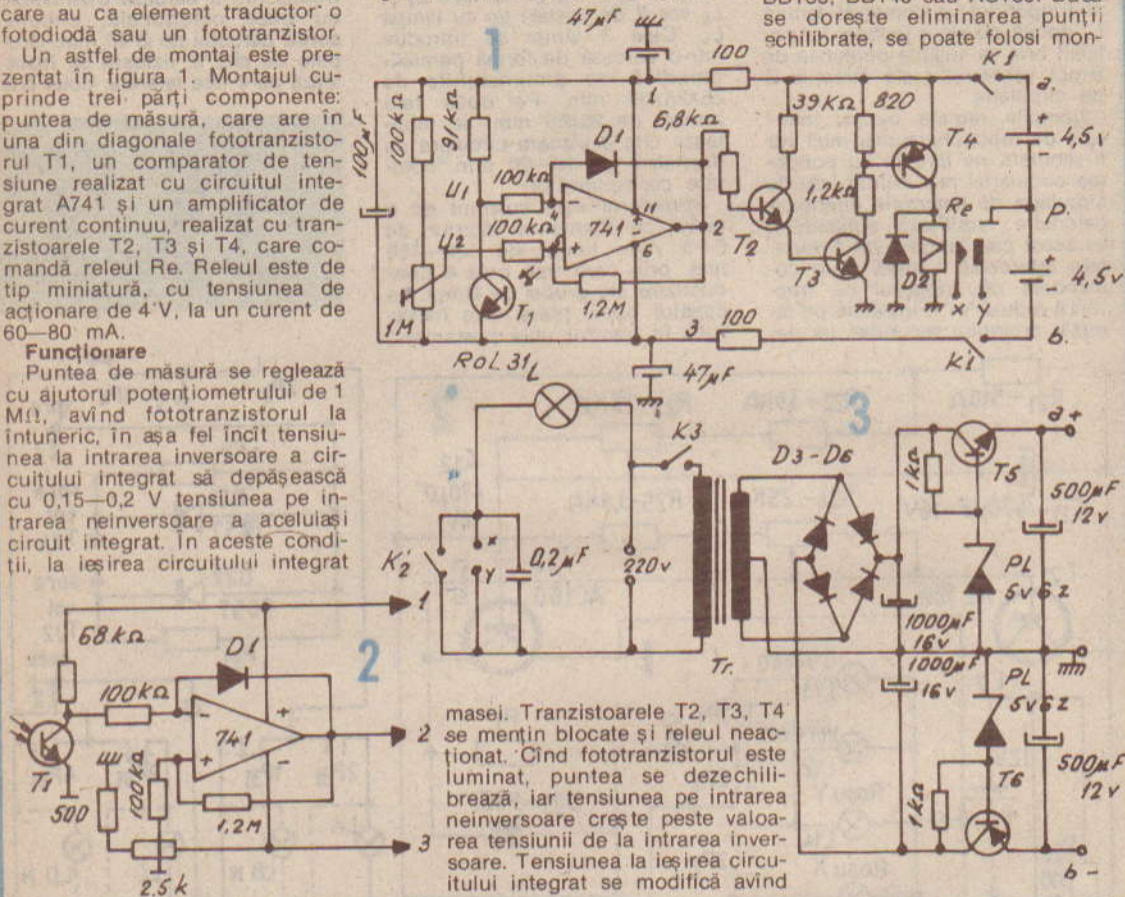 care au ca element traductor o
fotodiodă sau un fototranzistor.
Un astfel de montaj este pre-
zentat în figura 1. Montajul cu-
prinde trei părți componente:
puntea de măsură, care are în
una din diagonale fototranzisto-
rul T1, un comparator de ten-
siune realizat cu circuitul inte-
grat A741 și un amplificator de
curent continuu, realizat cu tran-
zistoarele T2, T3 și T4, care co-
mandă releul Re. Releul este de
tip miniatură, cu tensiunea de
acționare de 4 V, la un curent de
60—80 mA.
Funcționare
Puntea de măsură se reglează
cu ajutorul potențiometrului de 1
MΩ, avînd fototranzistorul la
întuneric, în așa fel încît tensiu-
nea la intrarea inversoare a cir-
cuitului integrat să depășească
cu 0,15—0,2 V tensiunea pe in-
trarea neinversoare a aceluiași
circuit integrat. În aceste condi-
ții, la ieșirea circuitului integrat
se dorește eliminarea punții
echilibrate, se poate folosi mon-
1
47µF
100µF
100kΩ
91kΩ
1
100
6,8kΩ
39KΩ
820
K1
a
4,5v
D1
U1
100kΩ
4
-
741
+
11
-
6
2
U2
100kΩ
+
T2
1,2kΩ
T4
Re
P.
T3
D2
x
y
+
-
4,5v
1M
T1
1,2M
3
100
K1
b.
Rol.31
47µF
L
3
K3
D3-D6
K2
x
y
0,2µF
220v
Tr.
1kΩ
T5
a+
500µF
12v
PL
5v6z
1000µF
16v
1000µF
16v
PL
5v6z
500µF
12v
1kΩ
T6
b-
2
68kΩ
1
D1
100kΩ
-
741
+
+
-
2
T1
500
100kΩ
1,2M
3
2,5k
masei. Tranzistoarele T2, T3, T4
se mențin blocate și releul neac-
ționat. Cînd fototranzistorul este
luminat, puntea se dezechili-
brează, iar tensiunea pe intrarea
neinversoare crește peste valoa-
rea tensiunii de la intrarea inver-
soare. Tensiunea la ieșirea circu-
itului integrat se modifică avînd